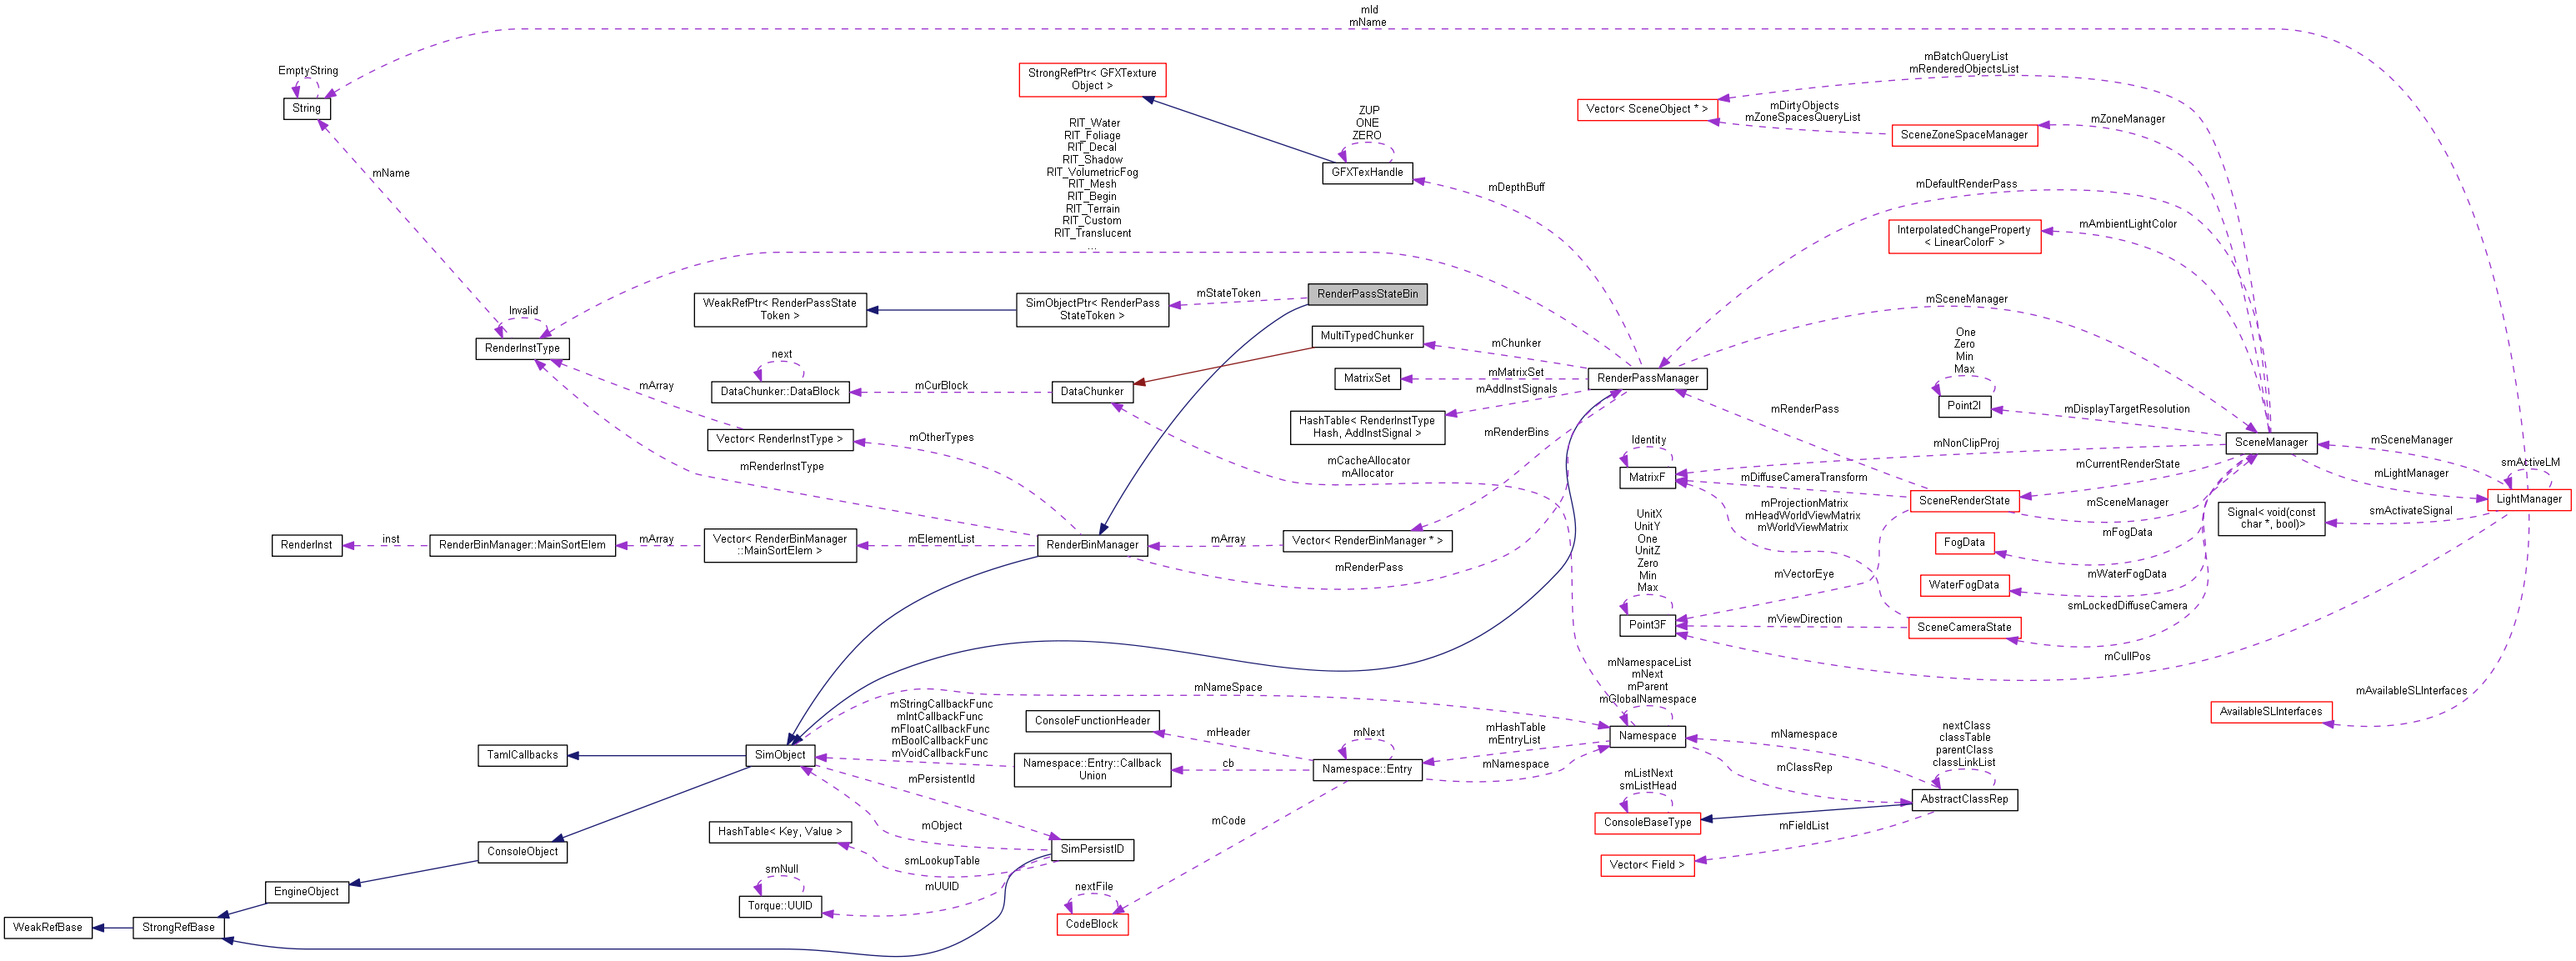 mId
mName
EmptyString
String
StrongRefPtr< GFXTexture
Object >
mBatchQueryList
mRenderedObjectsList
Vector< SceneObject * >
mDirtyObjects
mZoneSpacesQueryList
SceneZoneSpaceManager
mZoneManager
ZUP
ONE
ZERO
GFXTexHandle
RIT_Water
RIT_Foliage
RIT_Decal
RIT_Shadow
RIT_VolumetricFog
RIT_Mesh
RIT_Begin
RIT_Terrain
RIT_Custom
RIT_Translucent
...
mName
mDepthBuff
mDefaultRenderPass
InterpolatedChangeProperty
< LinearColorF >
mAmbientLightColor
WeakRefPtr< RenderPassState
Token >
SimObjectPtr< RenderPass
StateToken >
mStateToken
RenderPassStateBin
mSceneManager
Invalid
RenderInstType
MultiTypedChunker
mChunker
One
Zero
Min
Max
Point2I
mDisplayTargetResolution
next
DataChunker::DataBlock
mCurBlock
DataChunker
MatrixSet
mMatrixSet
RenderPassManager
mArray
mAddInstSignals
HashTable< RenderInstType
Hash, AddInstSignal >
mRenderPass
Vector< RenderInstType >
mOtherTypes
mRenderBins
Identity
MatrixF
mNonClipProj
SceneManager
mSceneManager
mRenderInstType
mCacheAllocator
mAllocator
mCurrentRenderState
mLightManager
smActiveLM
LightManager
mDiffuseCameraTransform
SceneRenderState
mProjectionMatrix
mHeadWorldViewMatrix
mWorldViewMatrix
mSceneManager
Signal< void(const
char *, bool)>
smActivateSignal
RenderInst
inst
RenderBinManager::MainSortElem
mArray
Vector< RenderBinManager
::MainSortElem >
mElementList
RenderBinManager
mArray
Vector< RenderBinManager * >
UnitX
UnitY
One
UnitZ
Zero
Min
Max
Point3F
FogData
mFogData
mRenderPass
mVectorEye
WaterFogData
mWaterFogData
smLockedDiffuseCamera
mViewDirection
SceneCameraState
mCullPos
mNameSpace
mNamespaceList
mNext
mParent
mGlobalNamespace
Namespace
mAvailableSLInterfaces
AvailableSLInterfaces
mStringCallbackFunc
mIntCallbackFunc
mFloatCallbackFunc
mBoolCallbackFunc
mVoidCallbackFunc
ConsoleFunctionHeader
mHeader
mNext
mHashTable
mEntryList
mNamespace
nextClass
classTable
parentClass
classLinkList
TamlCallbacks
SimObject
Namespace::Entry::Callback
Union
cb
Namespace::Entry
mNamespace
mClassRep
mPersistentId
mListNext
smListHead
AbstractClassRep
ConsoleBaseType
HashTable< Key, Value >
mObject
mCode
mFieldList
ConsoleObject
smLookupTable
SimPersistID
Vector< Field >
EngineObject
smNull
mUUID
nextFile
Torque::UUID
WeakRefBase
StrongRefBase
CodeBlock